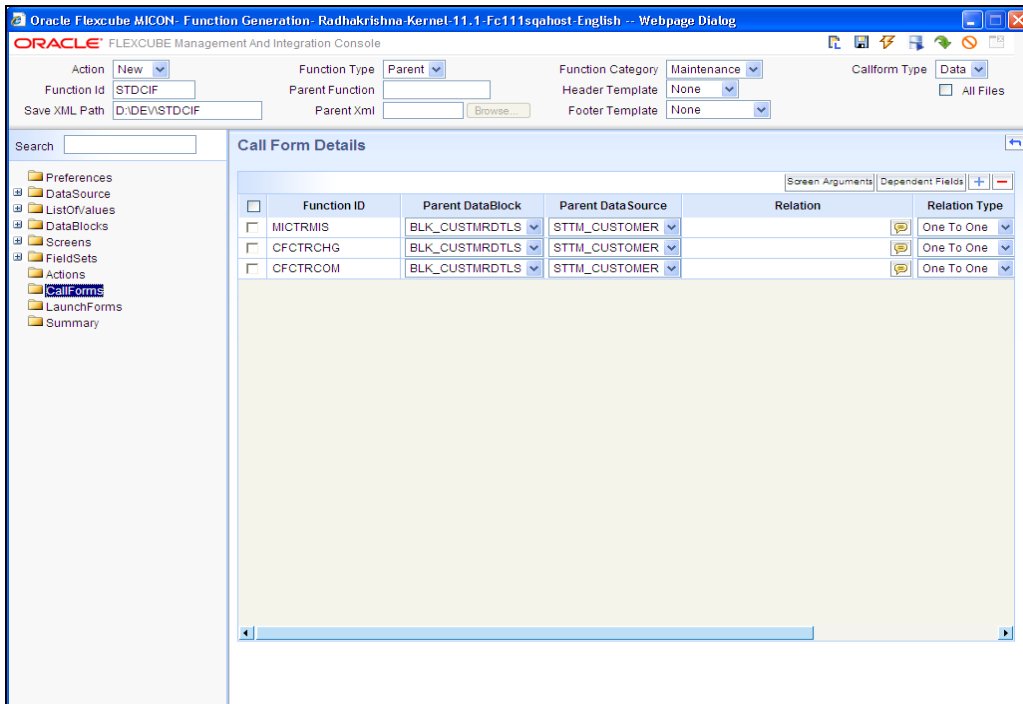 Oracle Flexcube MICON- Function Generation- Radhakrishna-Kernel-11.1-Fc111sqahost-English -- Webpage Dialog
ORACLE FLEXCUBE Management And Integration Console
Action New Function Type Parent Function Category Maintenance Callform Type Data
Function Id STDCIF Parent Function Header Template None All Files
Save XML Path D:\DEV\STDCIF Parent Xml Browse... Footer Template None
Search
Call Form Details
Preferences
DataSource
ListOfValues
DataBlocks
Screens
FieldSets
Actions
CallForms
LaunchForms
Summary
Screen Arguments Dependent Fields
Function ID Parent DataBlock Parent DataSource Relation Relation Type
MICTRMIS BLK_CUSTMRDTLS STTM_CUSTOMER One To One
CFCTRCHG BLK_CUSTMRDTLS STTM_CUSTOMER One To One
CFCTRCOM BLK_CUSTMRDTLS STTM_CUSTOMER One To One